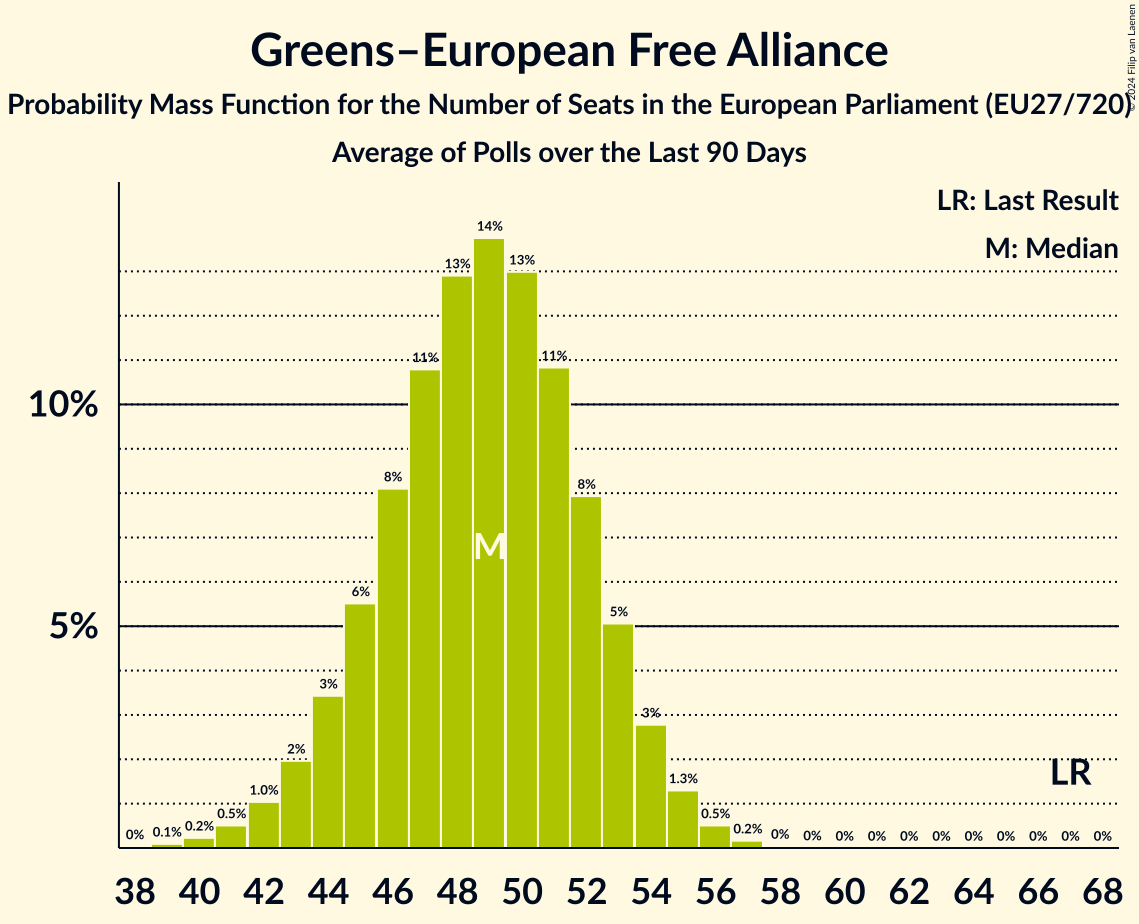 Greens–European Free Alliance
Probability Mass Function for the Number of Seats in the European Parliament (EU27/720)
Average of Polls over the Last 90 Days
© 2024 Filip van Laenen
LR: Last Result
M: Median
14%
13%
13%
11%
11%
10%
8%
8%
M
6%
5%
5%
3%
3%
2%
LR
1.0%
1.3%
0% 0.1% 0.2% 0.5% 0.5% 0.2% 0% 0% 0% 0% 0% 0% 0% 0% 0% 0% 0%
38 40 42 44 46 48 50 52 54 56 58 60 62 64 66 68